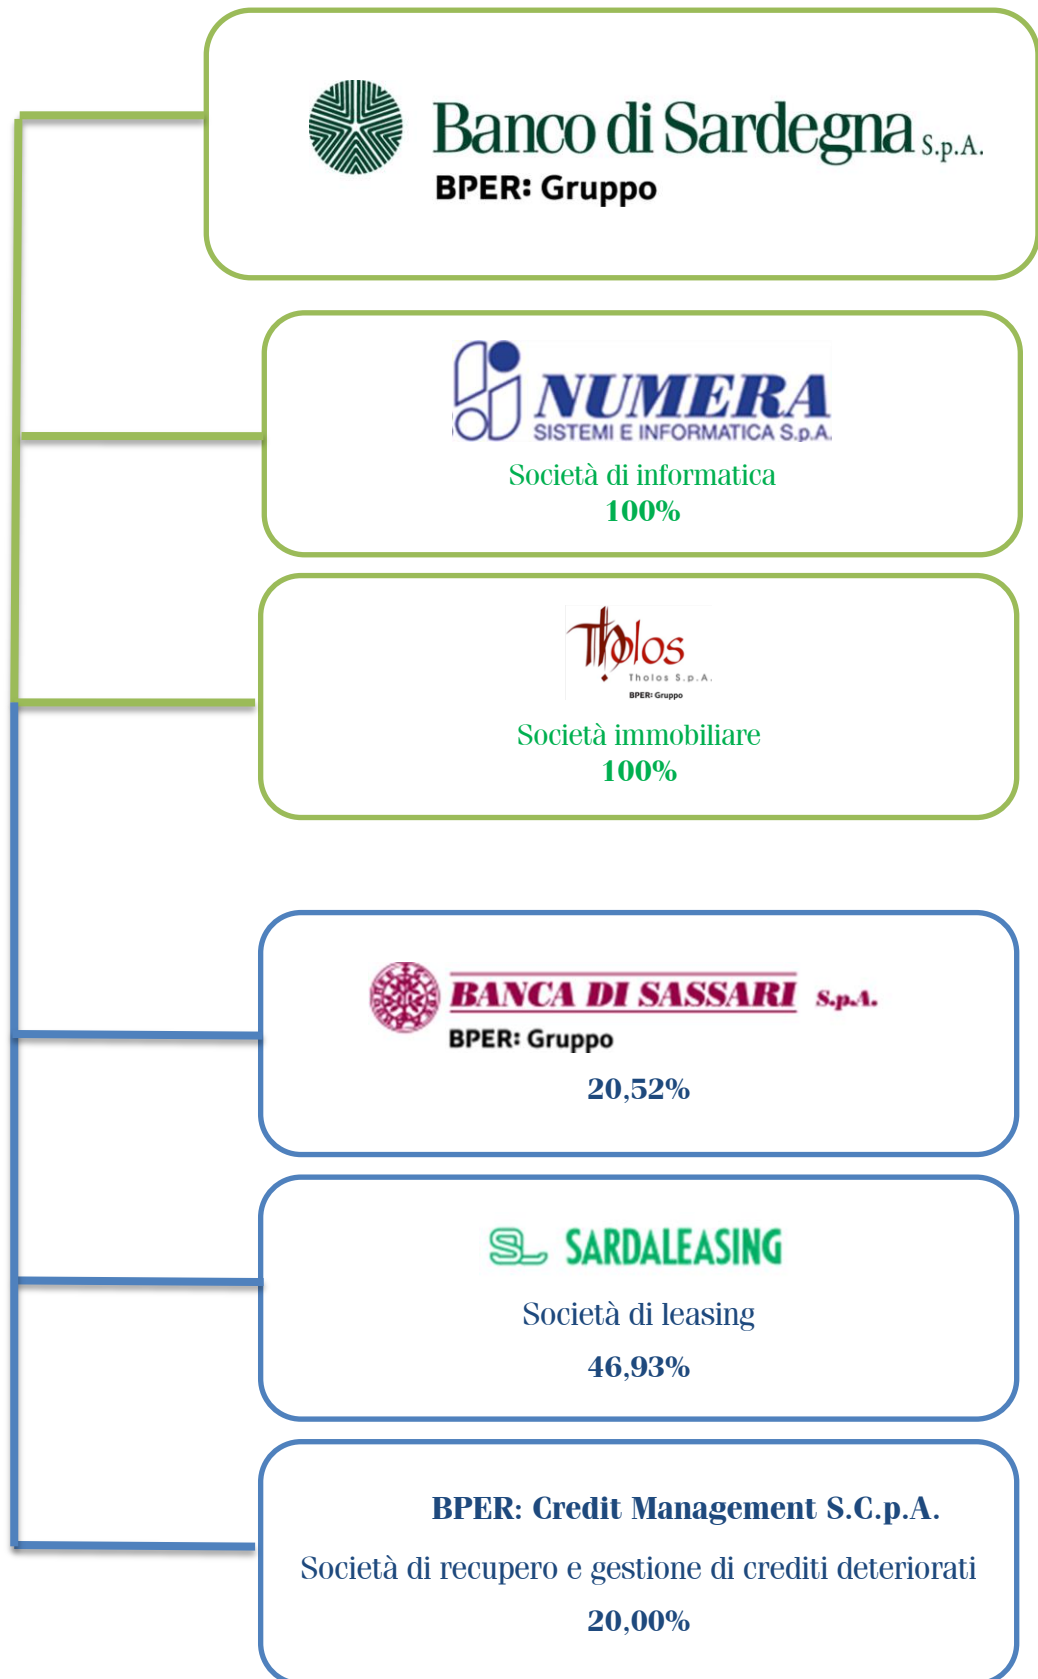 Banco di Sardegna S.p.A.
BPER: Gruppo
NUMERA
SISTEMI E INFORMATICA S.p.A.
Società di informatica
100%
Tholos
Tholos S.p.A.
BPER: Gruppo
Società immobiliare
100%
BANCA DI SASSARI S.p.A.
BPER: Gruppo
20,52%
SL SARDALEASING
Società di leasing
46,93%
BPER: Credit Management S.C.p.A.
Società di recupero e gestione di crediti deteriorati
20,00%